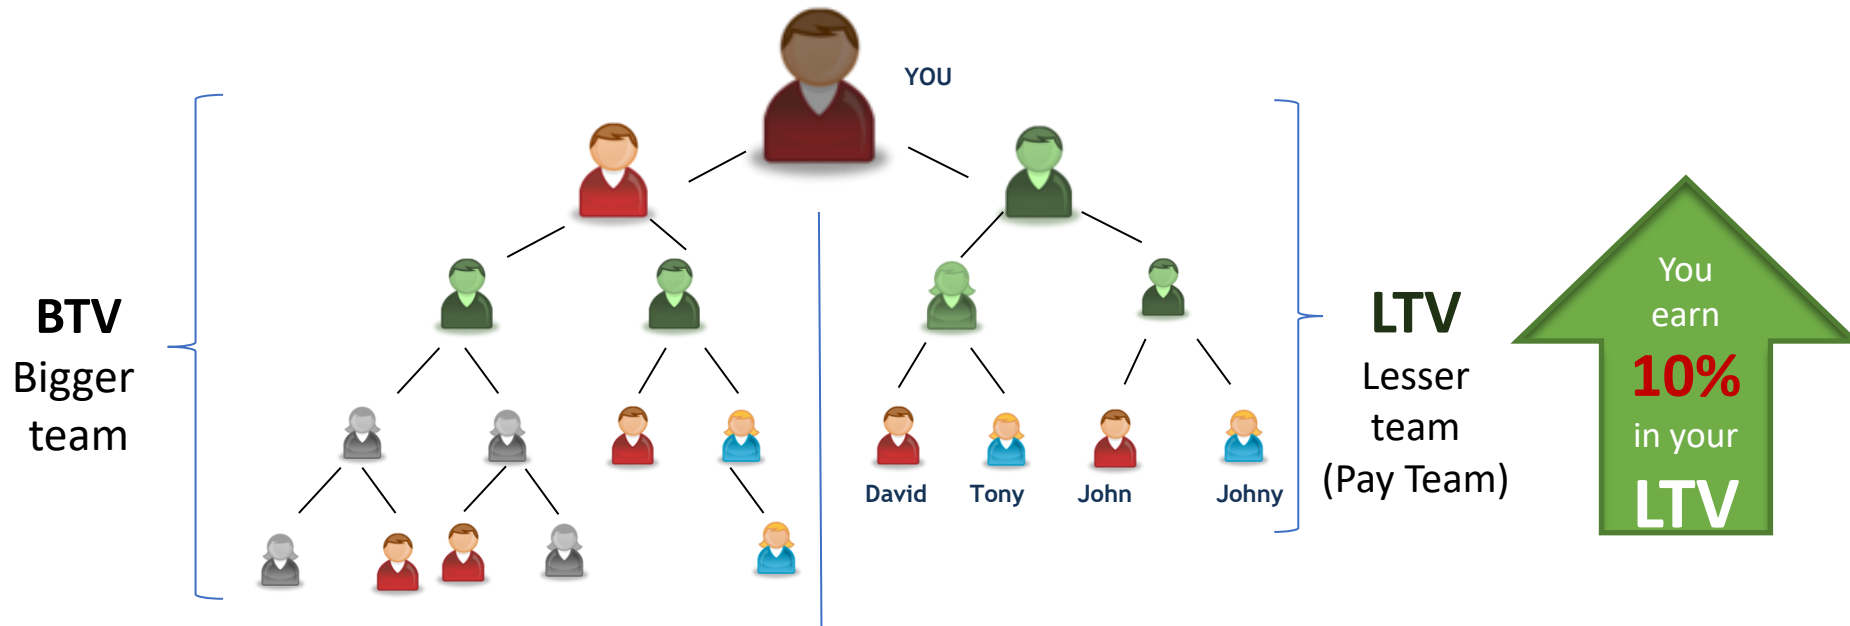 YOU
BTV
Bigger
team
David
Tony
John
Johny
LTV
Lesser
team
(Pay Team)
You
earn
10%
in your
LTV